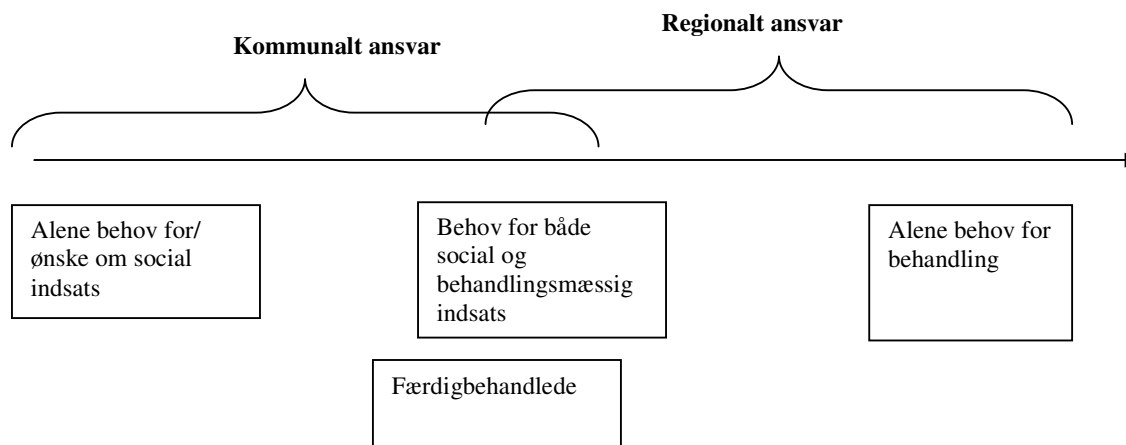 Kommunalt ansvar
Regionalt ansvar
Alene behov for/
ønske om social
indsats
Behov for både
social og
behandlingsmæssig
indsats
Alene behov for
behandling
Færdigbehandlede